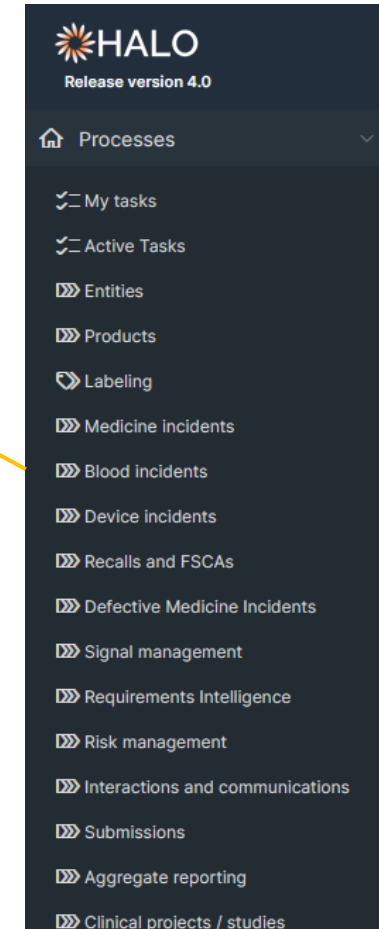 HALO
Release version 4.0
Processes
My tasks
Active Tasks
Entities
Products
Labeling
Medicine incidents
Blood incidents
Device incidents
Recalls and FSCAs
Defective Medicine Incidents
Signal management
Requirements Intelligence
Risk management
Interactions and communications
Submissions
Aggregate reporting
Clinical projects / studies